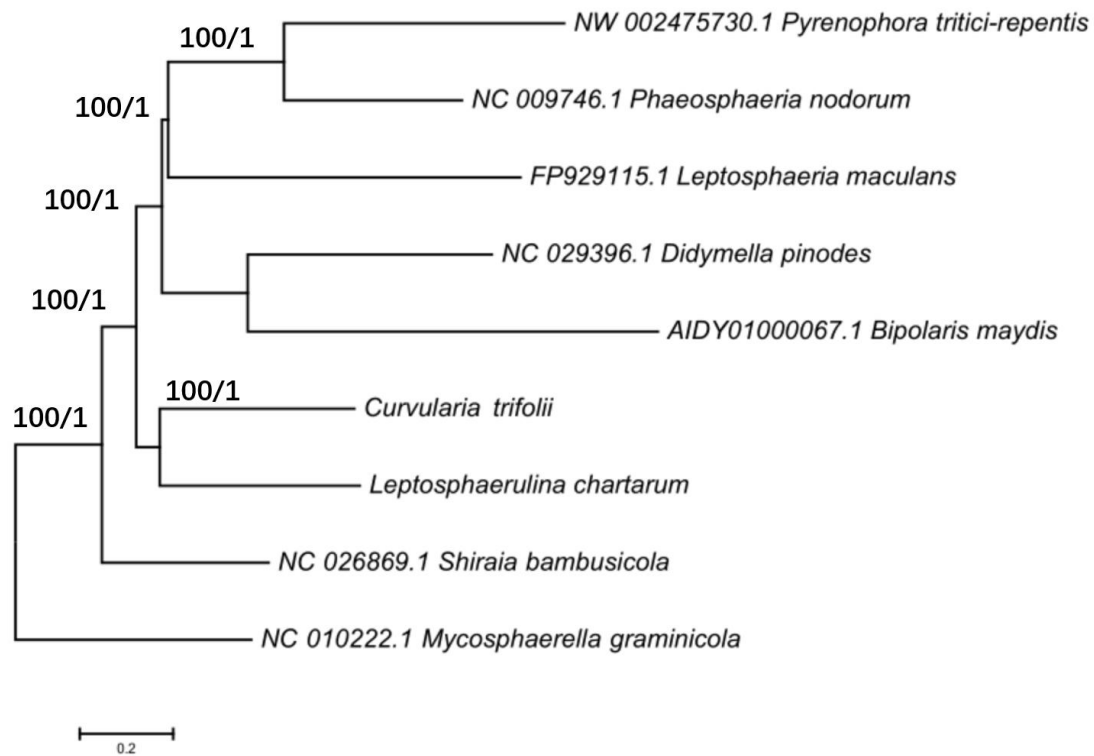 NW 002475730.1 Pyrenophora tritici-repentis
100/1
NC 009746.1 Phaeosphaeria nodorum
100/1
FP929115.1 Leptosphaeria maculans
100/1
NC 029396.1 Didymella pinodes
100/1
AIDY01000067.1 Bipolaris maydis
100/1
Curvularia trifolii
100/1
Leptosphaerulina chartarum
NC 026869.1 Shiraia bambusicola
NC 010222.1 Mycosphaerella graminicola
0.2